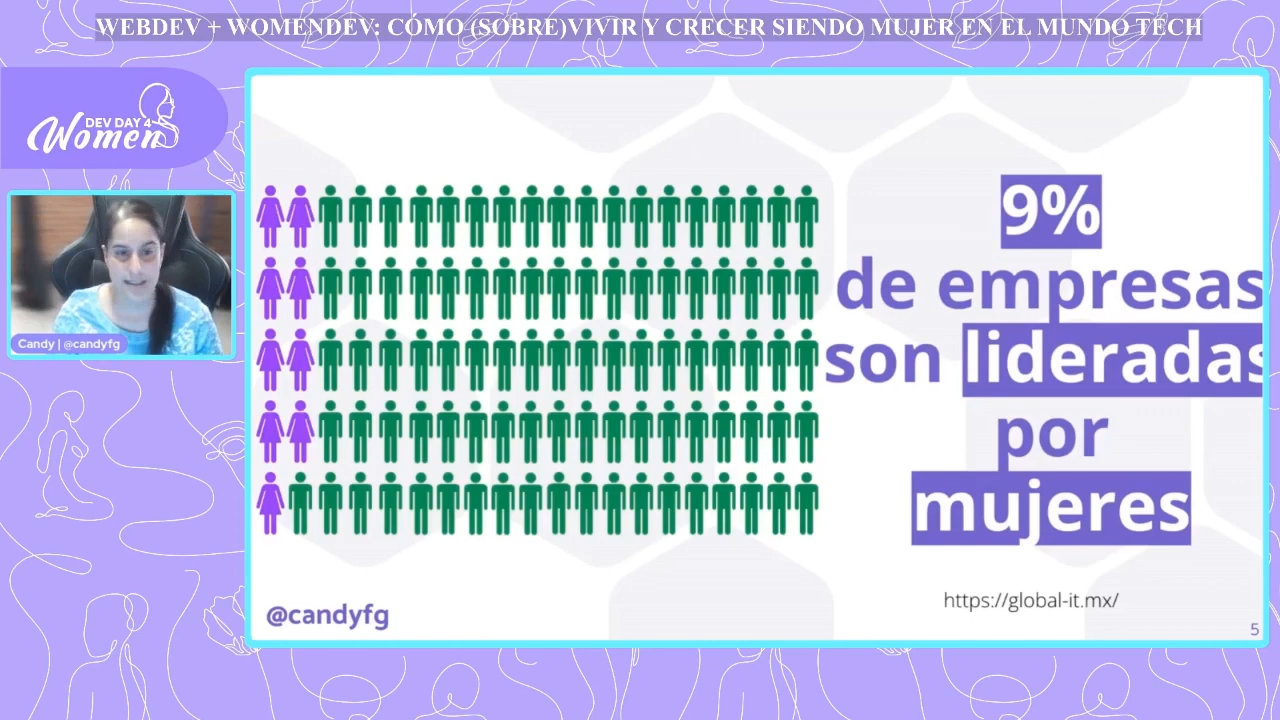 WEBDEV + WOMENDEV: CÓMO (SOBRE)VIVIR Y CRECER SIENDO MUJER EN EL MUNDO TECH
DEV DAY 4
Women
Candy | @candyfg
9%
de empresas
son lideradas
por
mujeres
https://global-it.mx/
@candyfg
5